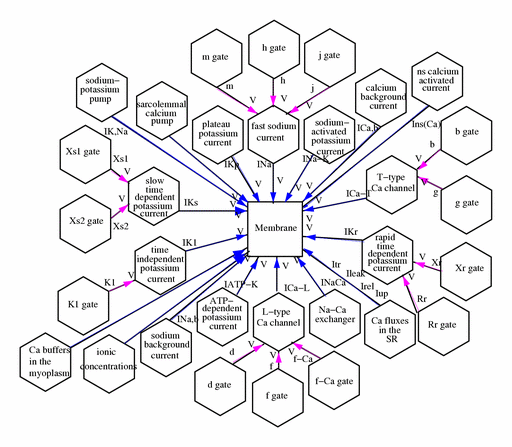 m gate
h gate
j gate
m
h
j
V
V
V
sodium−
potassium
pump
sarcolemmal
calcium
pump
plateau
potassium
current
fast sodium
current
sodium−
activated potassium
current
calcium
background
current
ns calcium
activated
current
IK,Na
IKp
INa
INa−K
ICa,b
Ins(Ca)
b gate
b
V
Xs1 gate
Xs1
V
slow
time
dependent
potassium
current
IKs
T−type
Ca channel
V
g
g gate
Xs2 gate
V
Xs2
V
V
V
V
V
V
V
V
Membrane
time
independent
potassium
current
IK1
V
IKr
V
rapid
time
dependent
potassium
current
V
Xr gate
K1 gate
K1
V
Itr
Ileak
Irel
Iup
V
Rr
Rr gate
Ca buffers
in the
myoplasm
ionic
concentrations
sodium
background
current
INa,b
IATP−K
ATP−
dependent
potassium
current
ICa−L
L−type
Ca channel
INaCa
Na−Ca
exchanger
Ca fluxes
in the
SR
V
V
V
d
f
f−Ca
d gate
f gate
f−Ca gate